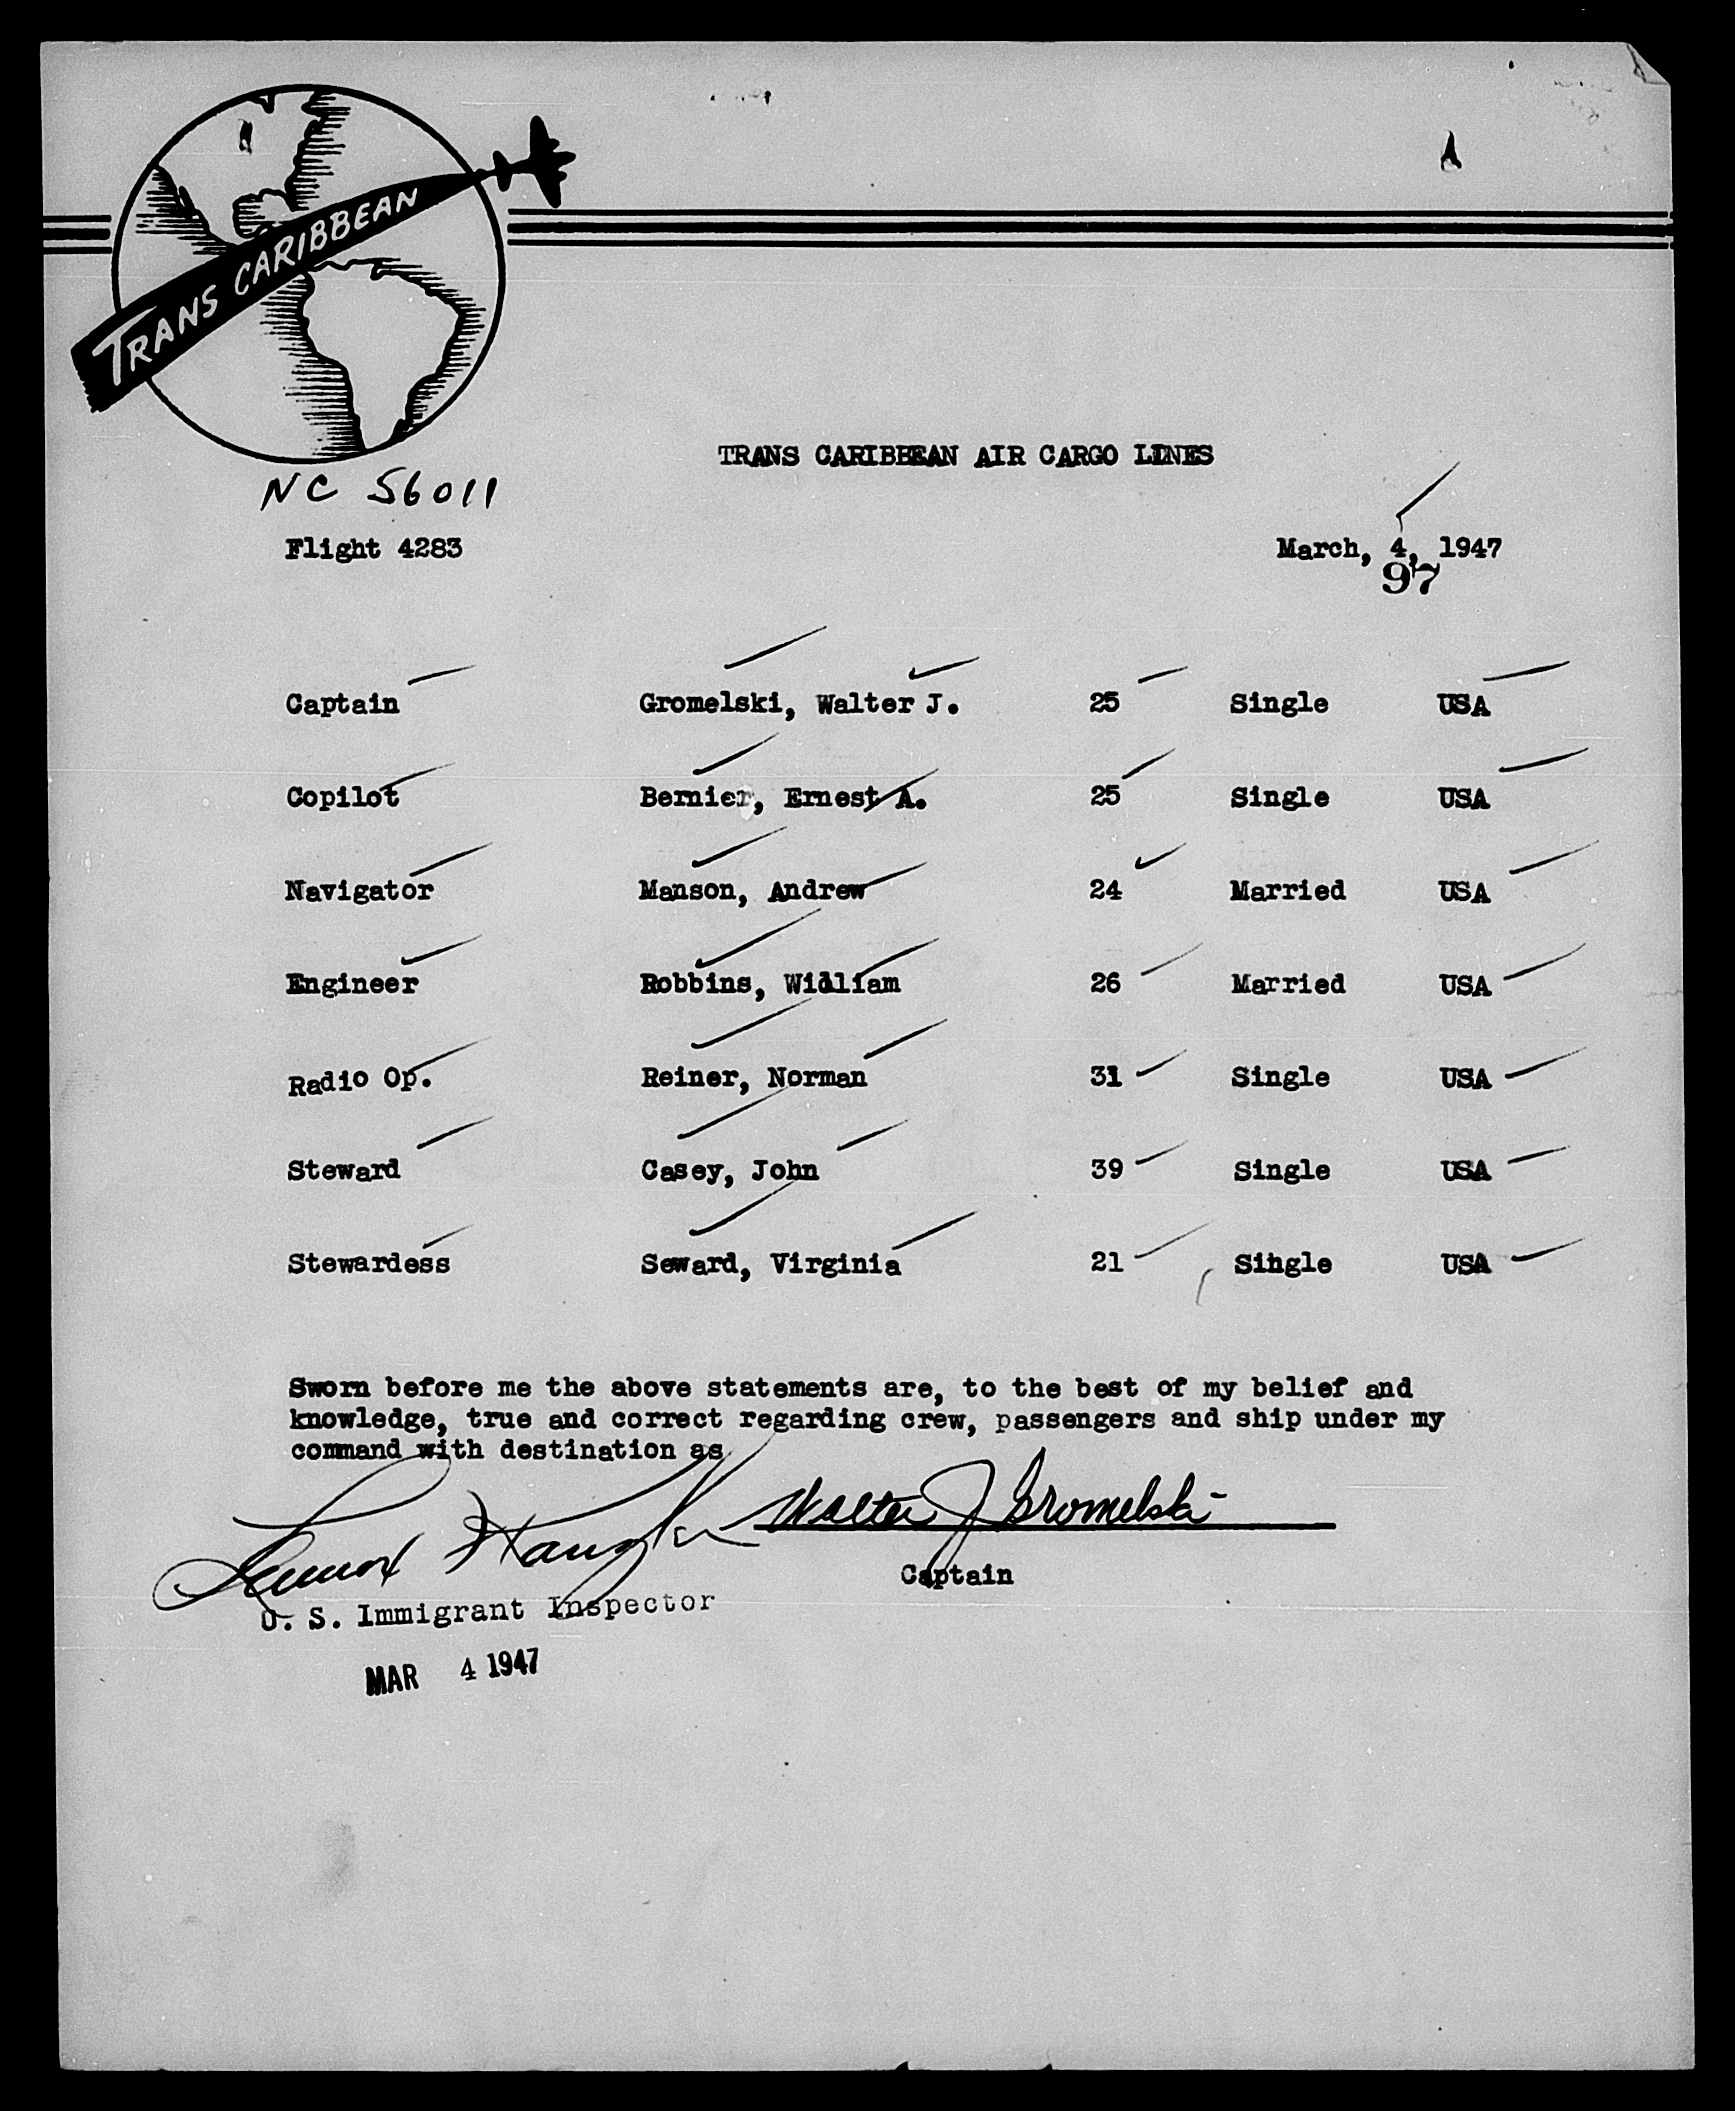 TRANS CARIBBEAN
TRANS CARIBBEAN AIR CARGO LINES
NC 56011
Flight 4283 March, 4, 1947
97
Captain Gromelski, Walter J. 25 Single USA
Copilot Bernier, Ernest A. 25 Single USA
Navigator Manson, Andrew 24 Married USA
Engineer Robbins, William 26 Married USA
Radio Op. Reiner, Norman 31 Single USA
Steward Casey, John 39 Single USA
Stewardess Seward, Virginia 21 Single USA
Sworn before me the above statements are, to the best of my belief and
knowledge, true and correct regarding crew, passengers and ship under my
command with destination as
Walter J Gromelski
Captain
U. S. Immigrant Inspector
MAR 4 1947